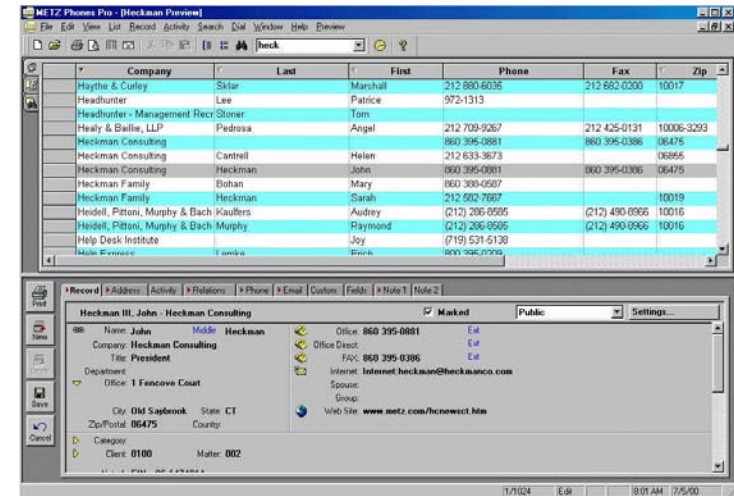 METZ Phones Pro - [Heckman Preview]
File Edit View List Record Activity Search Dial Window Help Preview
heck
Company Last First Phone Fax Zip
Haythe & Curley Sklar Marshall 212 880-6035 212 682-0200 10017
Headhunter Lee Patrice 972-1313
Headhunter - Management Recr Stoner Tom
Healy & Baillie, LLP Pedrosa Angel 212 709-9267 212 425-0131 10006-3293
Heckman Consulting 860 395-0881 860 395-0386 06475
Heckman Consulting Cantrell Helen 212 633-3673 06855
Heckman Consulting Heckman John 860 395-0881 860 395-0386 06475
Heckman Family Bohan Mary 860 388-0587
Heckman Family Heckman Sarah 212 582-7667 10019
Heidell, Pittoni, Murphy & Bach Kaulfers Audrey (212) 286-8585 (212) 490-8966 10016
Heidell, Pittoni, Murphy & Bach Murphy Raymond (212) 286-8585 (212) 490-8966 10016
Help Desk Institute Joy (719) 531-5138
Help Express Lemke Erich 800 395-0209
Print
New
Delete
Save
Cancel
Record Address Activity Relations Phone Email Custom Fields Note 1 Note 2
Heckman III, John - Heckman Consulting Marked Public Settings...
Name: John Middle Heckman Office: 860 395-0881 Ext
Company: Heckman Consulting Office Direct: Ext
Title: President FAX: 860 395-0386 Ext
Department: Internet: Internet:heckman@heckmanco.com
Office: 1 Fencove Court Spouse:
Group:
City: Old Saybrook State: CT Web Site: www.metz.com/hcnewsct.htm
Zip/Postal: 06475 Country:
Category:
Client: 0100 Matter: 002
1/1024 Edit 8:01 AM 7/5/00